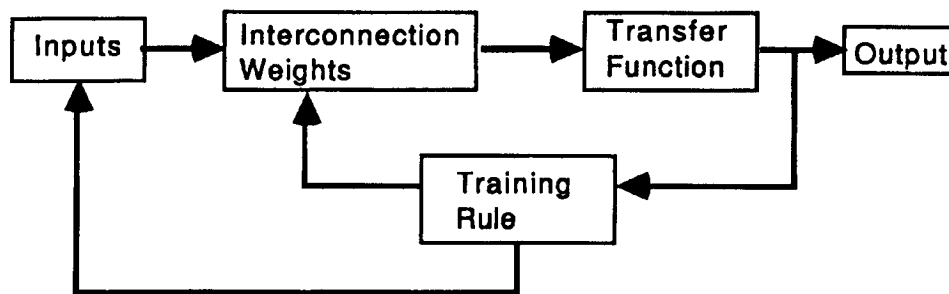 Inputs
Interconnection
Weights
Transfer
Function
Output
Training
Rule